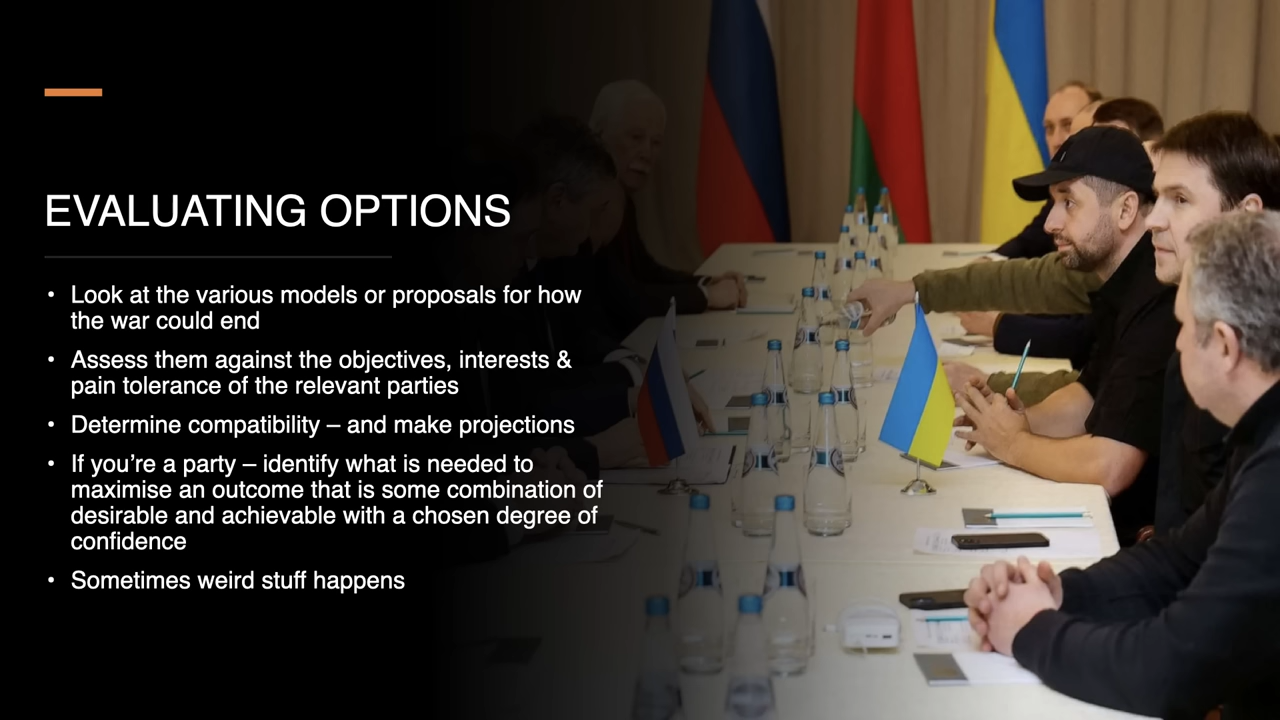 EVALUATING OPTIONS
• Look at the various models or proposals for how
the war could end
• Assess them against the objectives, interests &
pain tolerance of the relevant parties
• Determine compatibility – and make projections
• If you’re a party – identify what is needed to
maximise an outcome that is some combination of
desirable and achievable with a chosen degree of
confidence
• Sometimes weird stuff happens